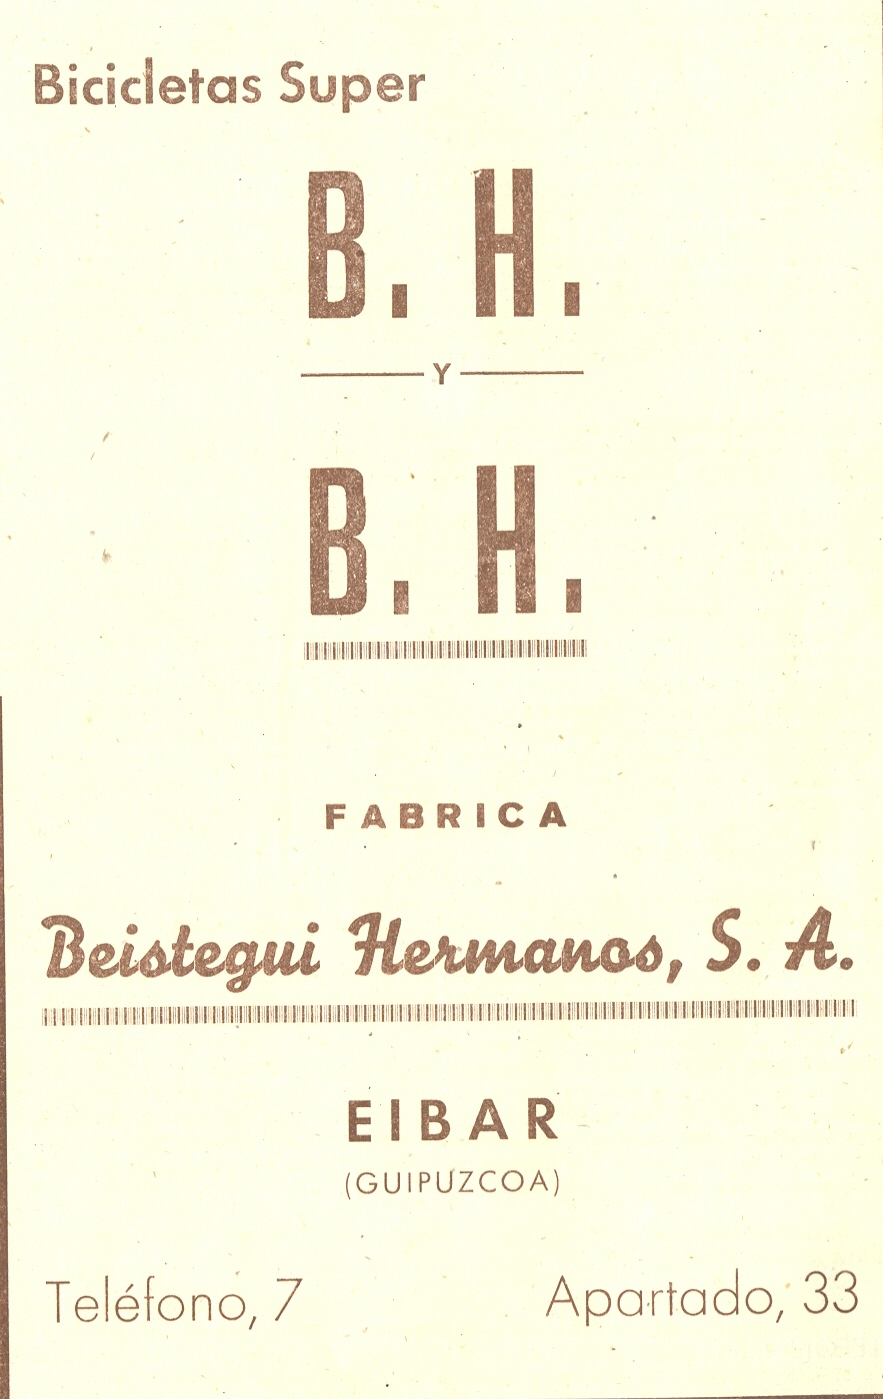 Bicicletas Super
B. H.
Y
B. H.
FABRICA
Beistegui Hermanos, S. A.
EIBAR
(GUIPUZCOA)
Teléfono, 7
Apartado, 33